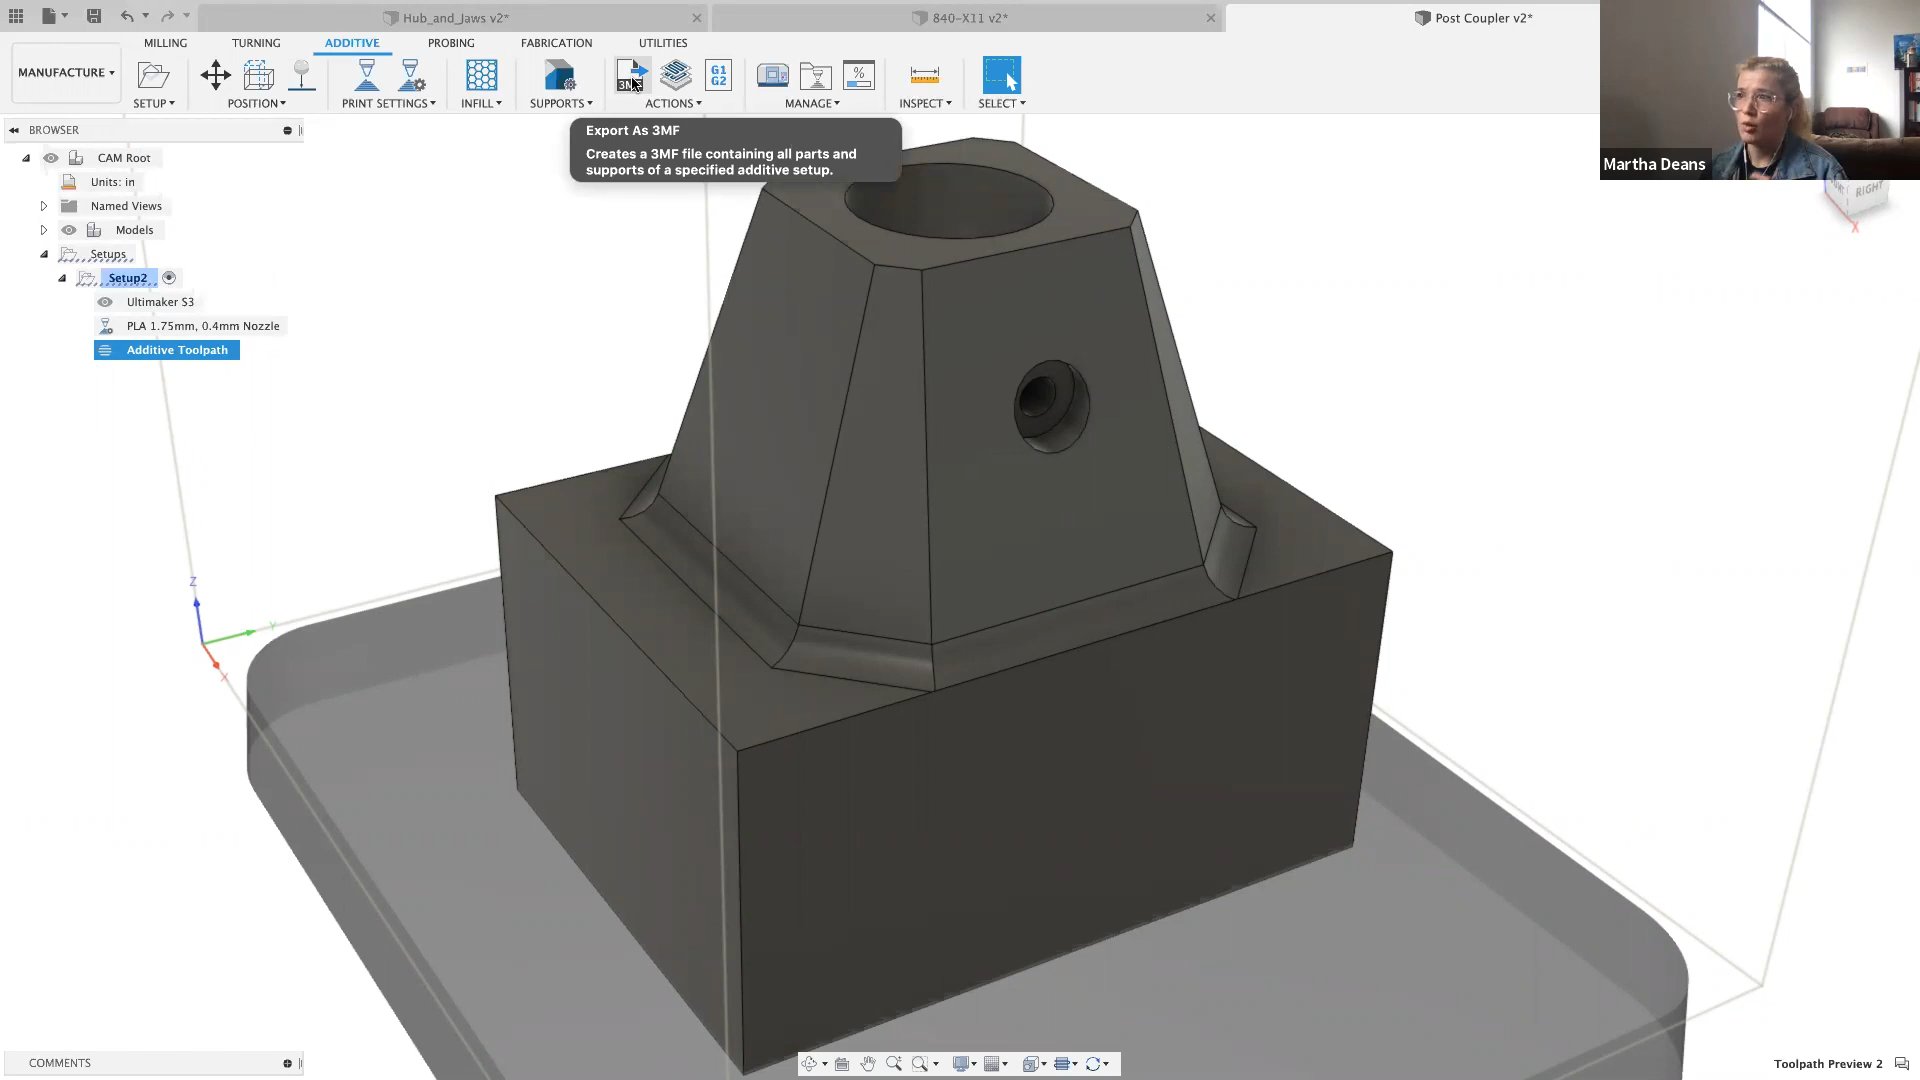 Hub_and_Jaws v2*
840-X11 v2*
Post Coupler v2*
MILLING
TURNING
ADDITIVE
PROBING
FABRICATION
UTILITIES
MANUFACTURE
G1
G2
%
SETUP
POSITION
PRINT SETTINGS
INFILL
SUPPORTS
ACTIONS
MANAGE
INSPECT
SELECT
Export As 3MF
Creates a 3MF file containing all parts and
supports of a specified additive setup.
Martha Deans
RIGHT
X
BROWSER
CAM Root
Units: in
Named Views
Models
Setups
Setup2
Ultimaker S3
PLA 1.75mm, 0.4mm Nozzle
Additive Toolpath
Z
Y
X
COMMENTS
Toolpath Preview 2